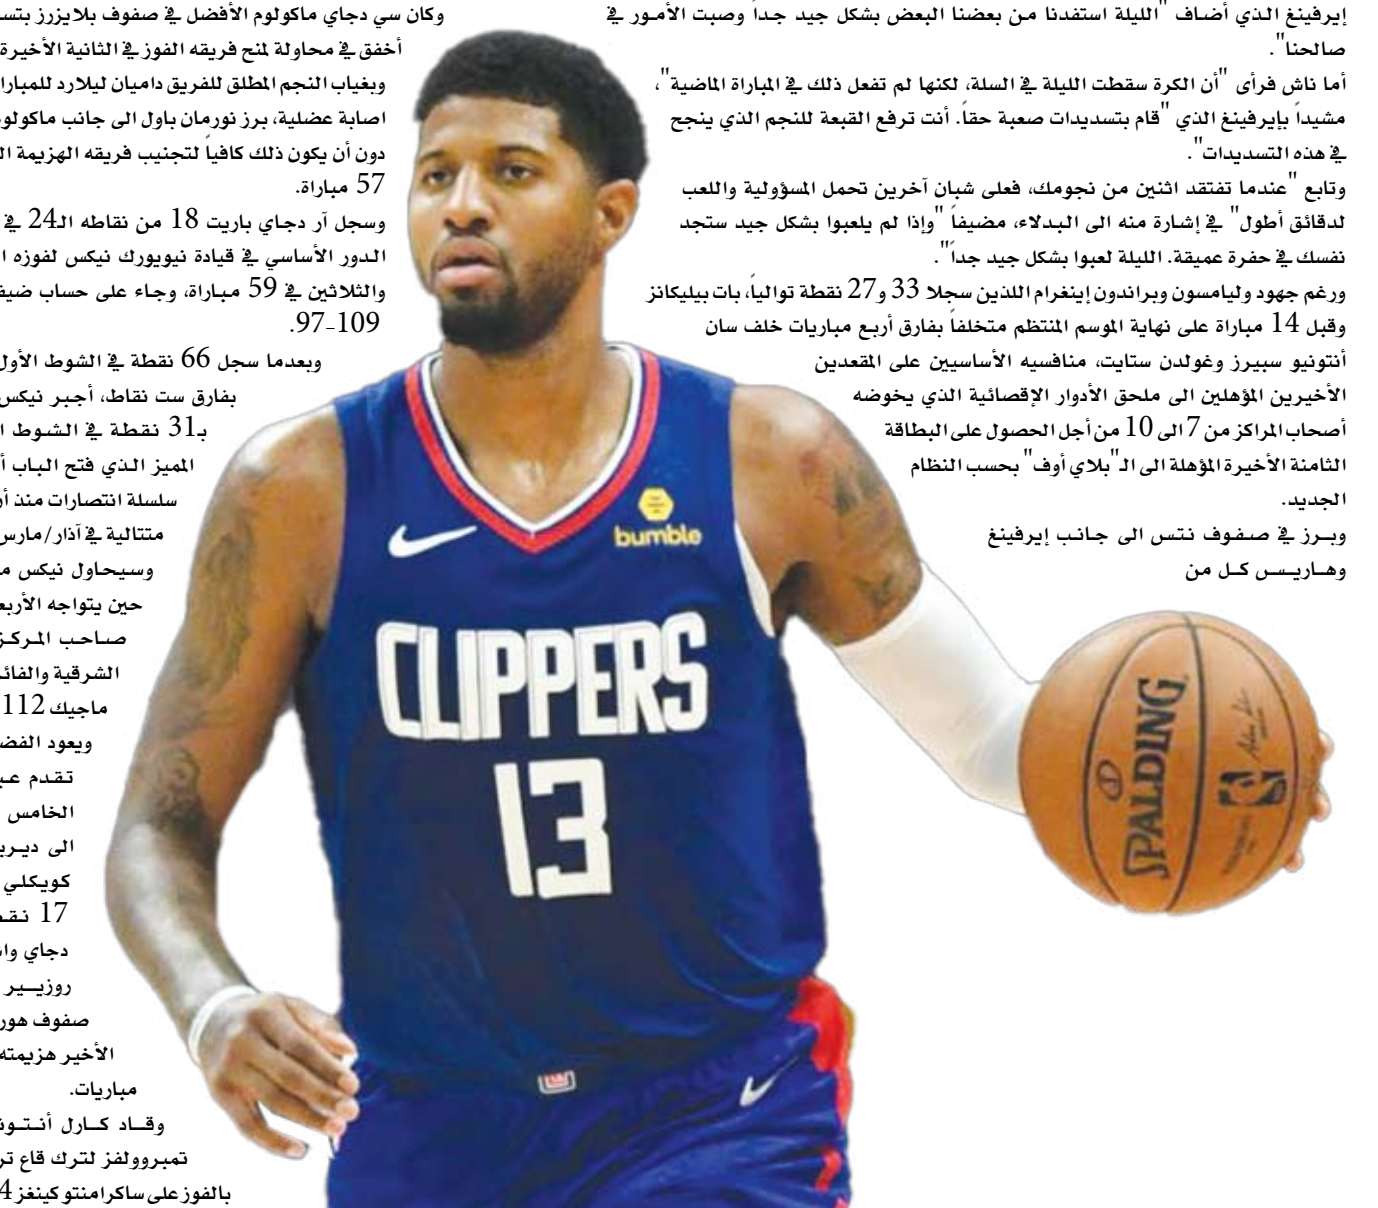 إيرفينغ الذي أضاف "الليلة استفدنا من بعضنا البعض بشكل جيد جداً وصبت الأمور في
صالحنا".
أما ناش فرأى "أن الكرة سقطت الليلة في السلة، لكنها لم تفعل ذلك في المباراة الماضية"،
مشيداً بإيرفينغ الذي "قام بتسديدات صعبة حقاً. أنت ترفع القبعة للنجم الذي ينجح
في هذه التسديدات".
وتابع "عندما تفتقد اثنين من نجومك، فعلى شبان آخرين تحمل المسؤولية واللعب
لدقائق أطول" في إشارة منه الى البدلاء، مضيفاً "وإذا لم يلعبوا بشكل جيد ستجد
نفسك في حفرة عميقة. الليلة لعبوا بشكل جيد جداً".
ورغم جهود وليامسون وبراندون إينغرام اللذين سجلا 33 و27 نقطة توالياً، بات بيليكانز
وقبل 14 مباراة على نهاية الموسم المنتظم متخلفاً بفارق أربع مباريات خلف سان
أنتونيو سبيرز وغولدن ستايت، منافسيه الأساسيين على المقعدين
الأخيرين المؤهلين الى ملحق الأدوار الإقصائية الذي يخوضه
أصحاب المراكز من 7 الى 10 من أجل الحصول على البطاقة
الثامنة الأخيرة المؤهلة الى الـ"بلاي أوف" بحسب النظام
الجديد.
وبرز في صفوف نتس الى جانب إيرفينغ
وهاريس كل من
وكان سي دجاي ماكولوم الأفضل في صفوف بلايزرز
أخفق في محاولة لمنح فريقه الفوز في الثانية الأخيرة
وبغياب النجم المطلق للفريق داميان ليلارد
اصابة عضلية، برز نورمان باول الى جانب
دون أن يكون ذلك كافياً لتجنيب فريقه الهزيمة
57 مباراة.
وسجل آر دجاي باريت 18 من نقاطه الـ24 في
الدور الأساسي في قيادة نيويورك نيكس لفوزه
والثلاثين في 59 مباراة، وجاء على حساب
109-97.
وبعدما سجل 66 نقطة في الشوط الأول
بفارق ست نقاط، أجبر نيكس
بـ31 نقطة في الشوط
المميز الذي فتح الباب
سلسلة انتصارات منذ
متتالية في آذار/مارس
وسيحاول نيكس
حين يتواجه
صاحب المركز
الشرقية
ماجيك 112
ويعود
تقدم
الخامس
الى
كويكلي
17
دجاي
روزيير
صفوف
الأخير هزيمته
مباريات.
وقاد كارل
تمبروولفز لترك قاع
بالفوز على ساكرامنتو كينغز
bumble
CLIPPERS
13
SPALDING